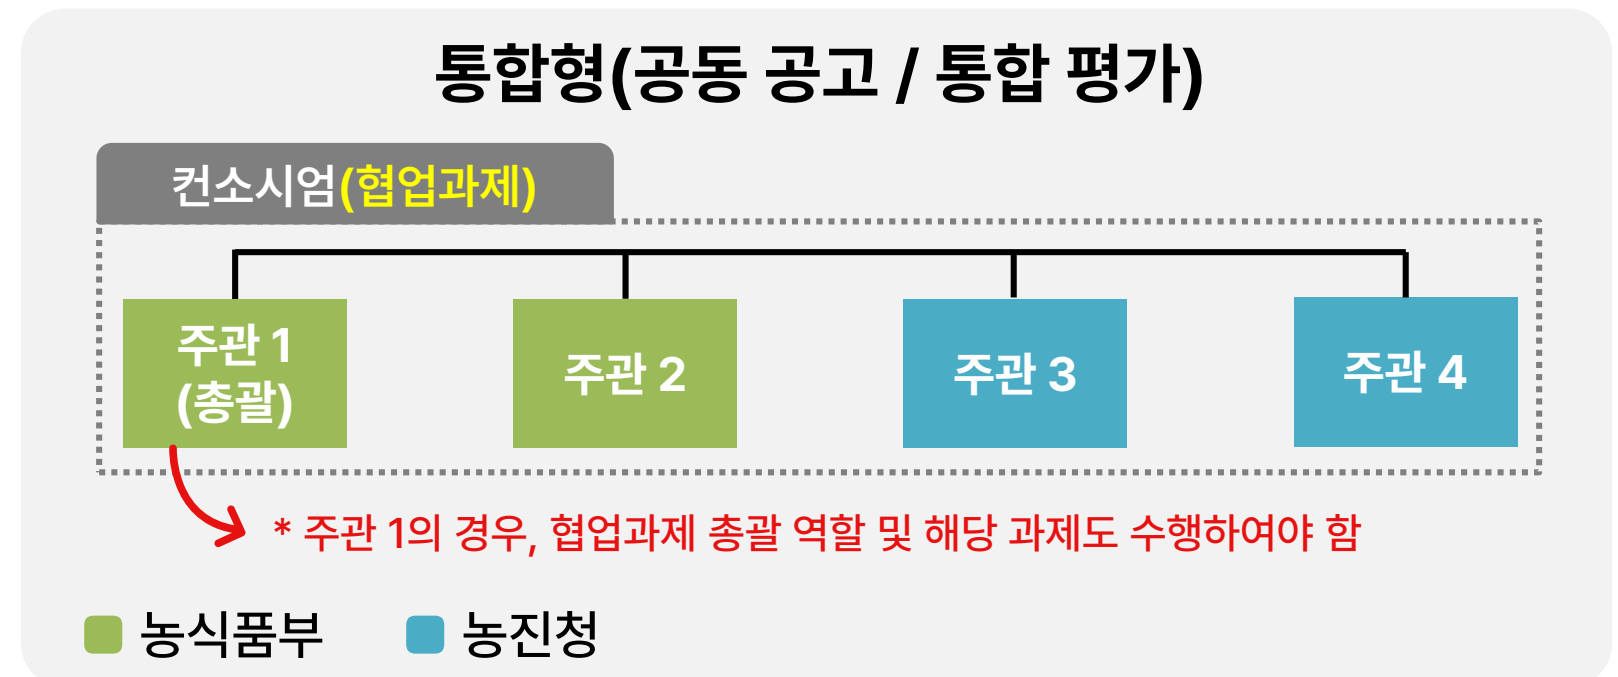 통합형(공동 공고 / 통합 평가)
컨소시엄(협업과제)
주관 1
(총괄)
주관 2
주관 3
주관 4
* 주관 1의 경우, 협업과제 총괄 역할 및 해당 과제도 수행하여야 함
농식품부
농진청